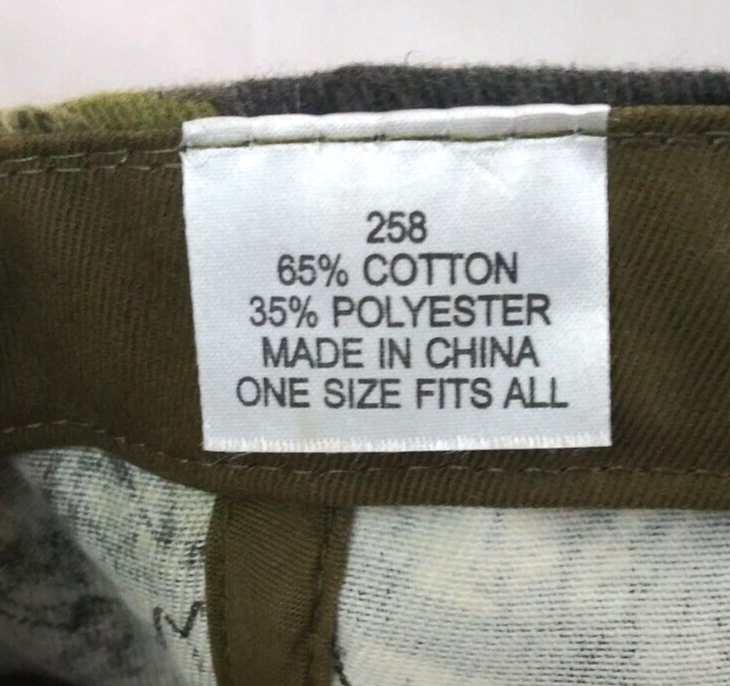 258
65% COTTON
35% POLYESTER
MADE IN CHINA
ONE SIZE FITS ALL